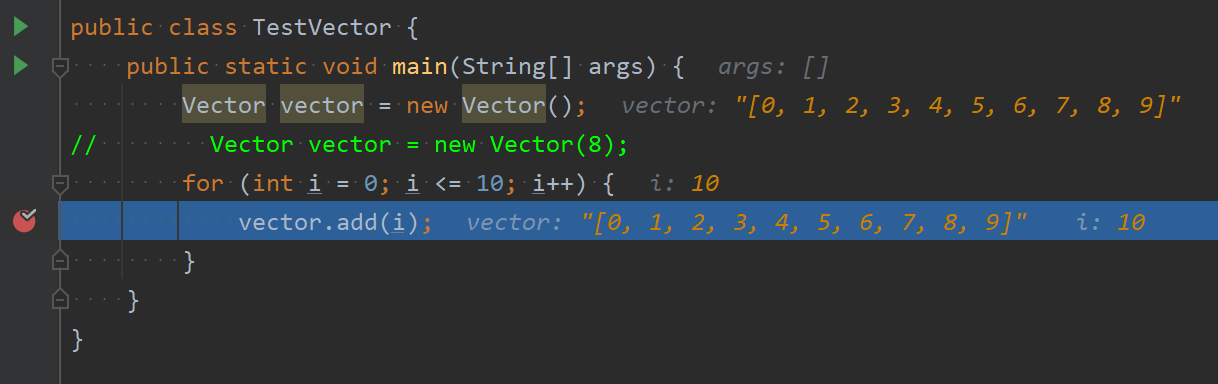 public class TestVector {
    public static void main(String[] args) {  args: []
        Vector vector = new Vector();  vector: "[0, 1, 2, 3, 4, 5, 6, 7, 8, 9]"
//        Vector vector = new Vector(8);
        for (int i = 0; i <= 10; i++) {  i: 10
            vector.add(i);  vector: "[0, 1, 2, 3, 4, 5, 6, 7, 8, 9]"  i: 10
        }
    }
}